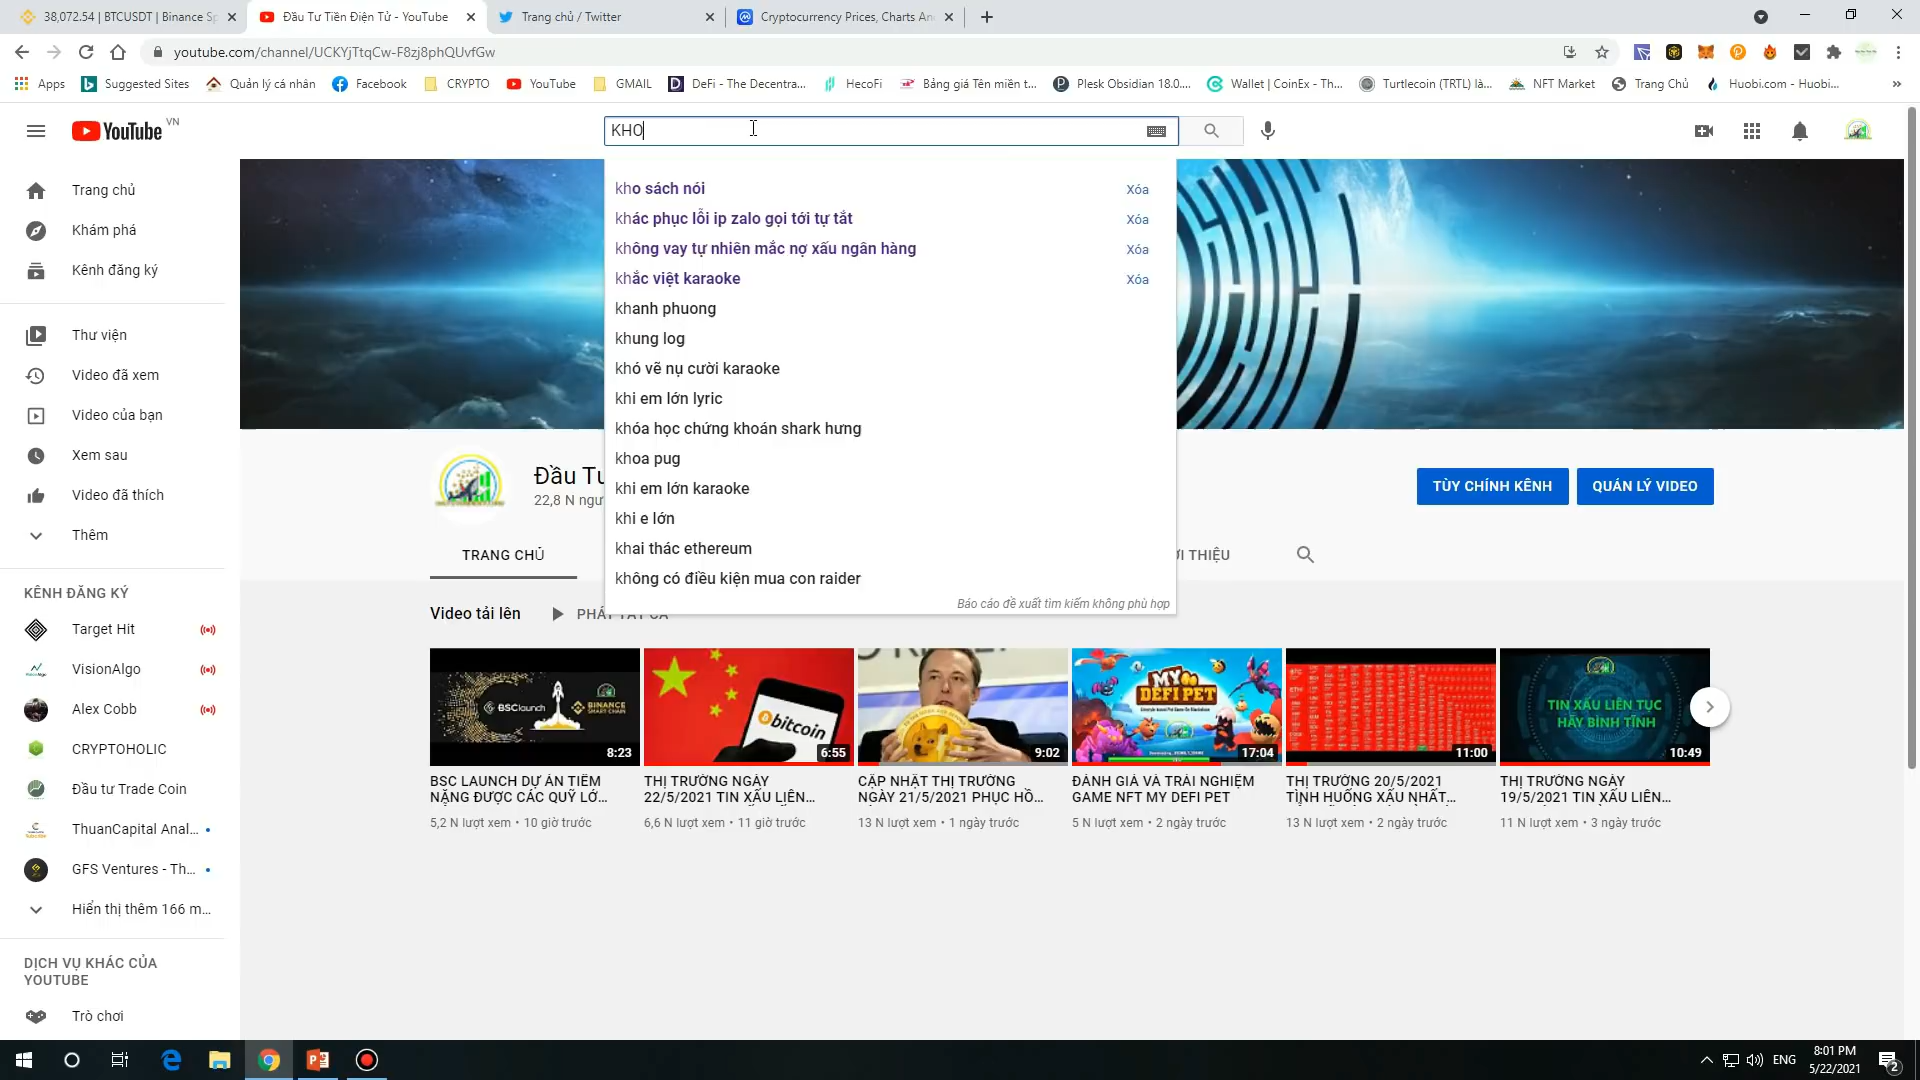 38,072.54 | BTCUSDT | Binance Sp
Đầu Tư Tiền Điện Tử - YouTube
Trang chủ / Twitter
Cryptocurrency Prices, Charts An
youtube.com/channel/UCKYjTtqCw-F8zj8phQUvfGw
Apps
Suggested Sites
Quản lý cá nhân
Facebook
CRYPTO
YouTube
GMAIL
DeFi - The Decentra...
HecoFi
Bảng giá Tên miền t...
Plesk Obsidian 18.0....
Wallet | CoinEx - Th...
Turtlecoin (TRTL) là...
NFT Market
Trang Chủ
Huobi.com - Huobi...
YouTube VN
KHO
kho sách nói Xóa
khác phục lỗi ip zalo gọi tới tự tắt Xóa
không vay tự nhiên mắc nợ xấu ngân hàng Xóa
khắc việt karaoke Xóa
khanh phuong
khung log
khó vẽ nụ cười karaoke
khi em lớn lyric
khóa học chứng khoán shark hưng
khoa pug
khi em lớn karaoke
khi e lớn
khai thác ethereum
không có điều kiện mua con raider
Báo cáo đề xuất tìm kiếm không phù hợp
Trang chủ
Khám phá
Kênh đăng ký
Thư viện
Video đã xem
Video của bạn
Xem sau
Video đã thích
Thêm
KÊNH ĐĂNG KÝ
Target Hit
VisionAlgo
Alex Cobb
CRYPTOHOLIC
Đầu tư Trade Coin
ThuanCapital Anal...
GFS Ventures - Th...
Hiển thị thêm 166 m...
DỊCH VỤ KHÁC CỦA
YOUTUBE
Trò chơi
Đầu Tư
22,8 N ngư
TÙY CHỈNH KÊNH
QUẢN LÝ VIDEO
TRANG CHỦ
ỚI THIỆU
Video tải lên
PHÁT TẤT CẢ
BSClaunch
BINANCE
SMART CHAIN
8:23
bitcoin
6:55
9:02
MY
DEFI PET
17:04
11:00
TIN XẤU LIÊN TỤC
HÃY BÌNH TĨNH
10:49
BSC LAUNCH DỰ ÁN TIỀM
NĂNG ĐƯỢC CÁC QUỸ LỚ...
5,2 N lượt xem • 10 giờ trước
THỊ TRƯỜNG NGÀY
22/5/2021 TIN XẤU LIÊN...
6,6 N lượt xem • 11 giờ trước
CẬP NHẬT THỊ TRƯỜNG
NGÀY 21/5/2021 PHỤC HỒ...
13 N lượt xem • 1 ngày trước
ĐÁNH GIÁ VÀ TRẢI NGHIỆM
GAME NFT MY DEFI PET
5 N lượt xem • 2 ngày trước
THỊ TRƯỜNG 20/5/2021
TÌNH HUỐNG XẤU NHẤT...
13 N lượt xem • 2 ngày trước
THỊ TRƯỜNG NGÀY
19/5/2021 TIN XẤU LIÊN...
11 N lượt xem • 3 ngày trước
ENG
8:01 PM
5/22/2021
2